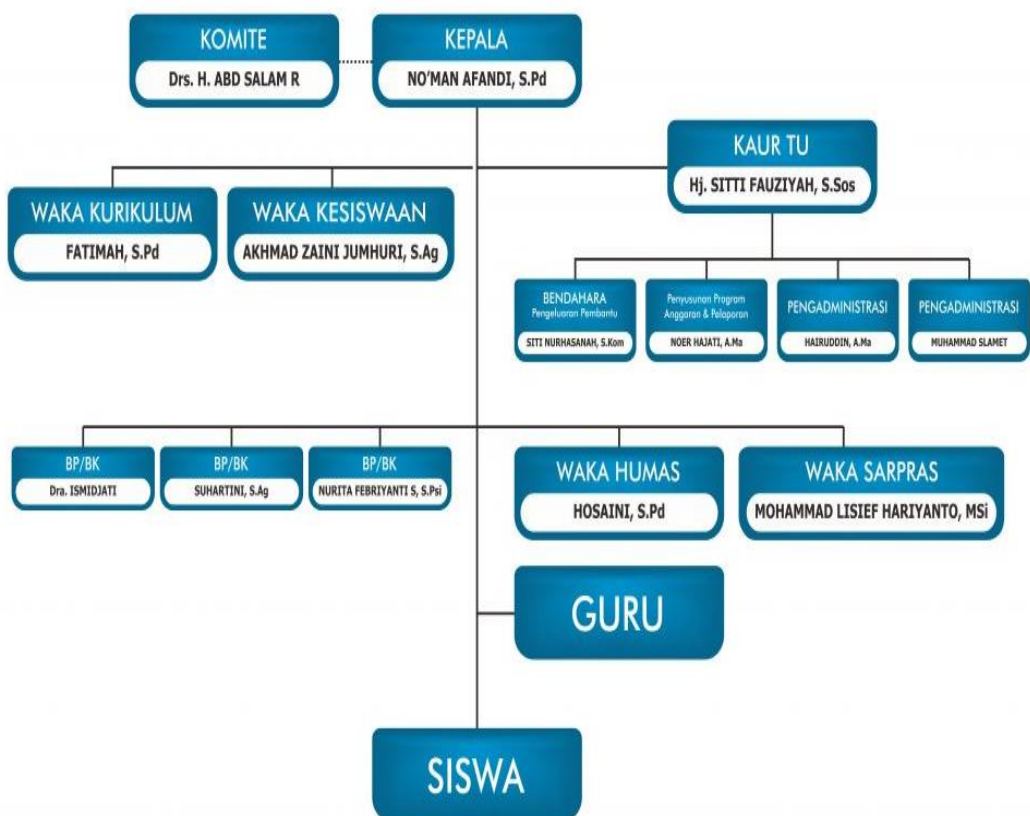 KOMITE
Drs. H. ABD SALAM R
KEPALA
NO'MAN AFANDI, S.Pd
KAUR TU
Hj. SITTI FAUZIYAH, S.Sos
WAKA KURIKULUM
FATIMAH, S.Pd
WAKA KESISWAAN
AKHMAD ZAINI JUMHURI, S.Ag
BENDAHARA
Pengeluaran Pembantu
SITI NURHASANAH, S.Kom
Penyusunan Program
Anggaran & Pelaporan
NOER HAJATI, A.Ma
PENGADMINISTRASI
HAIRUDDIN, A.Ma
PENGADMINISTRASI
MUHAMMAD SLAMET
BP/BK
Dra. ISMIDJATI
BP/BK
SUHARTINI, S.Ag
BP/BK
NURITA FEBRIYANTI S, S.Psi
WAKA HUMAS
HOSAINI, S.Pd
WAKA SARPRAS
MOHAMMAD LISIEF HARIYANTO, MSi
GURU
SISWA